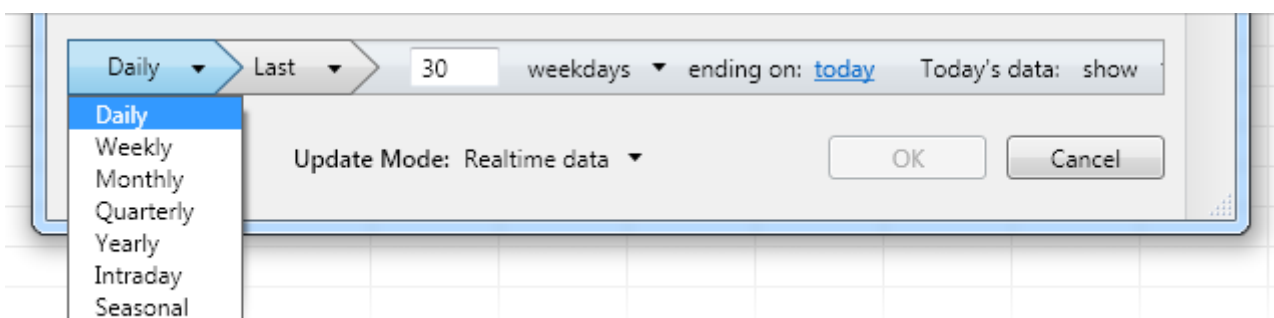 Daily Last 30 weekdays ending on: today Today's data: show
Daily
Weekly
Update Mode: Realtime data OK Cancel
Monthly
Quarterly
Yearly
Intraday
Seasonal